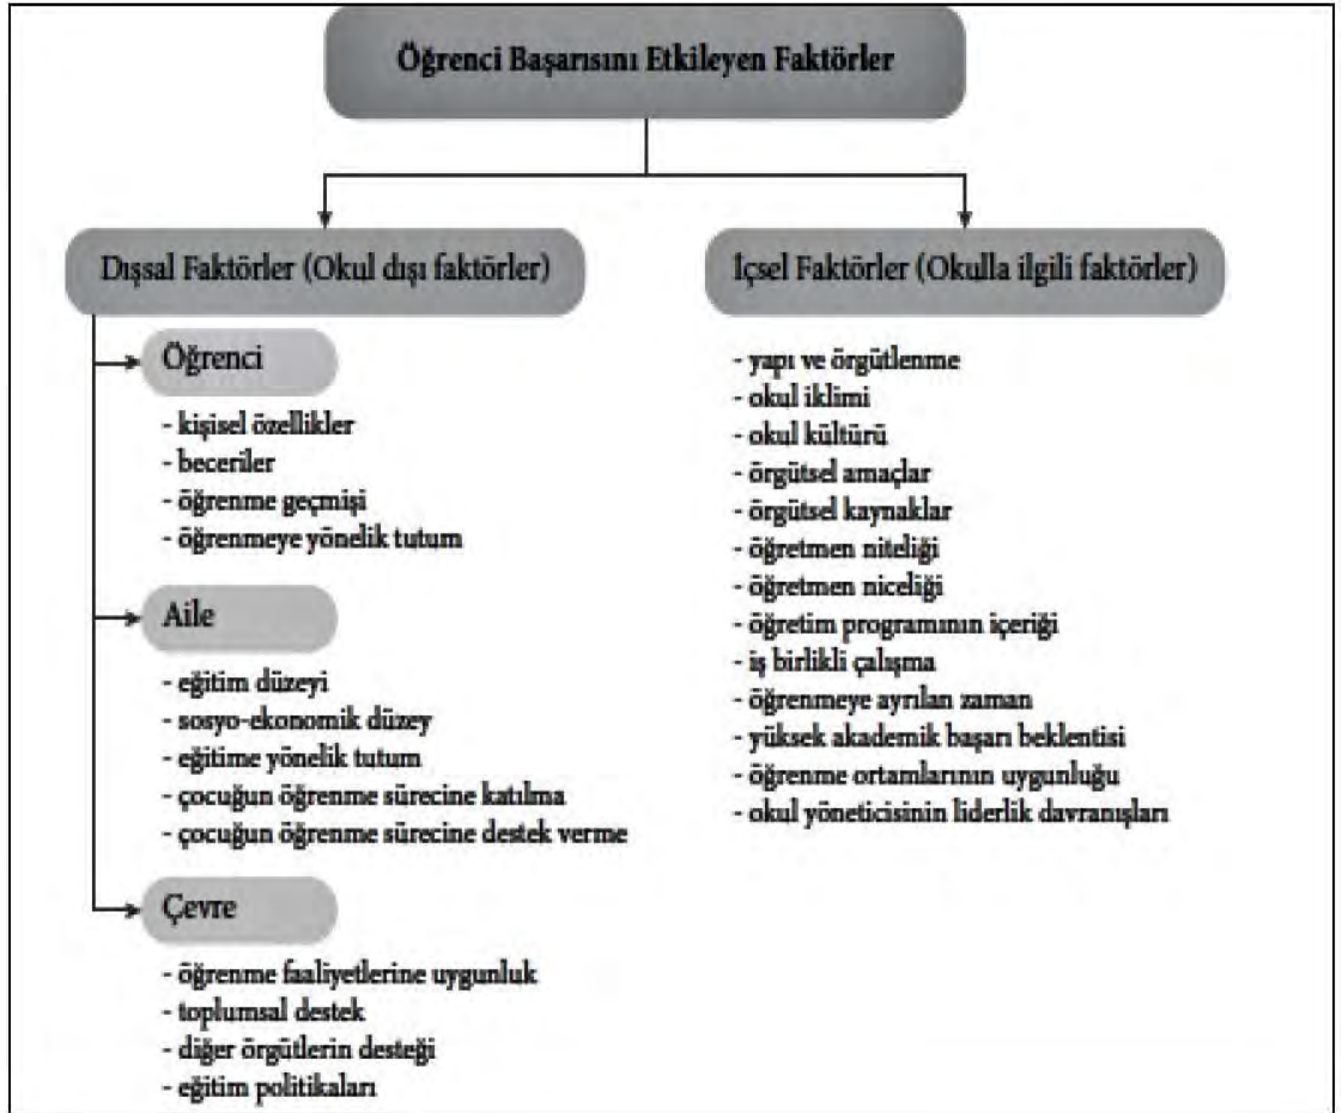 Öğrenci Başarısını Etkileyen Faktörler
Dışsal Faktörler (Okul dışı faktörler)
Öğrenci
- kişisel özellikler
- beceriler
- öğrenme geçmişi
- öğrenmeye yönelik tutum
Aile
- eğitim düzeyi
- sosyo-ekonomik düzey
- eğitime yönelik tutum
- çocuğun öğrenme sürecine katılma
- çocuğun öğrenme sürecine destek verme
Çevre
- öğrenme faaliyetlerine uygunluk
- toplumsal destek
- diğer örgütlerin desteği
- eğitim politikaları
İçsel Faktörler (Okulla ilgili faktörler)
- yapı ve örgütlenme
- okul iklimi
- okul kültürü
- örgütsel amaçlar
- örgütsel kaynaklar
- öğretmen niteliği
- öğretmen niceliği
- öğretim programının içeriği
- iş birlikli çalışma
- öğrenmeye ayrılan zaman
- yüksek akademik başarı beklentisi
- öğrenme ortamlarının uygunluğu
- okul yöneticisinin liderlik davranışları